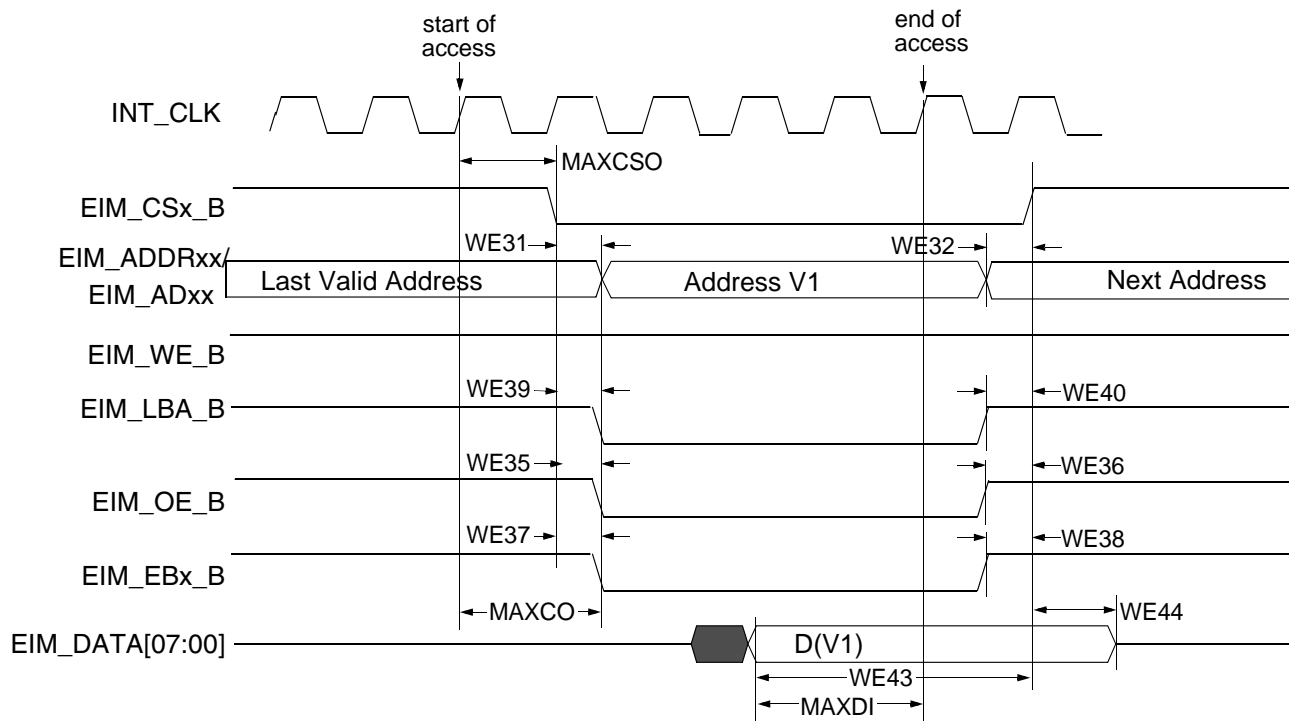 start of
access
end of
access
INT_CLK
MAXCSO
EIM_CSx_B
WE31
WE32
EIM_ADDRxx/
EIM_ADxx
Last Valid Address
Address V1
Next Address
EIM_WE_B
WE39
WE40
EIM_LBA_B
WE35
WE36
EIM_OE_B
WE37
WE38
EIM_EBx_B
MAXCO
WE44
EIM_DATA[07:00]
D(V1)
WE43
MAXDI